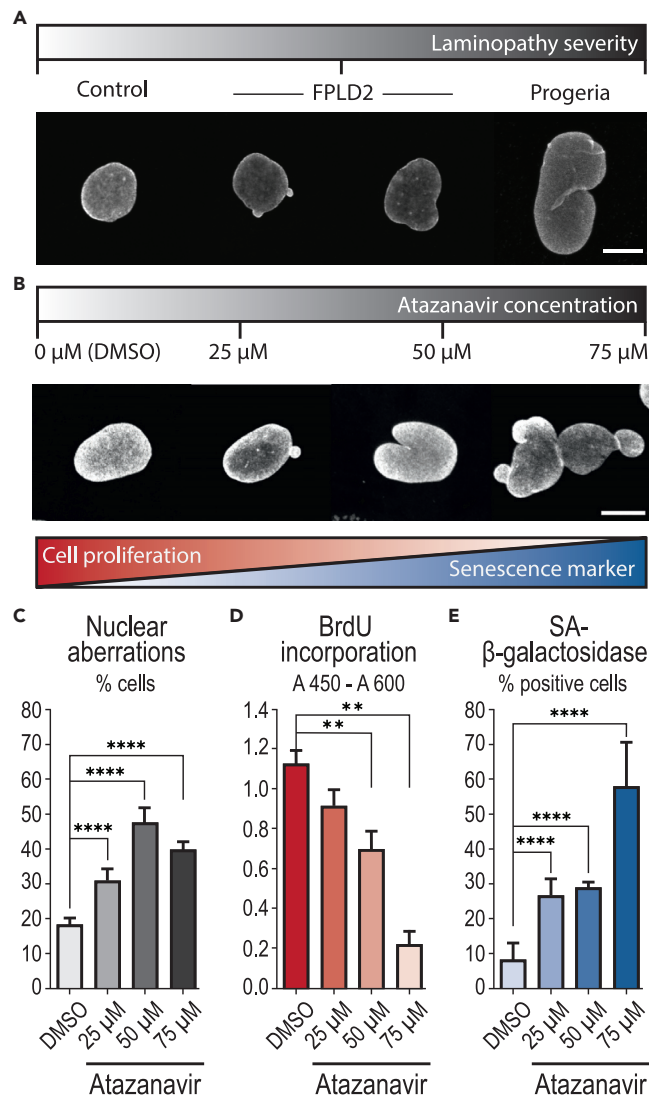 A
Laminopathy severity
Control
FPLD2
Progeria
B
Atazanavir concentration
0 µM (DMSO)
25 µM
50 µM
75 µM
Cell proliferation
Senescence marker
C
Nuclear
aberrations
% cells
80
70
60
50
40
30
20
10
0
****
****
****
DMSO
25 µM
50 µM
75 µM
Atazanavir
D
BrdU
incorporation
A 450 - A 600
1.4
1.2
1.0
0.8
0.6
0.4
0.2
0.0
**
**
DMSO
25 µM
50 µM
75 µM
Atazanavir
E
SA-
β-galactosidase
% positive cells
80
70
60
50
40
30
20
10
0
****
****
****
DMSO
25 µM
50 µM
75 µM
Atazanavir